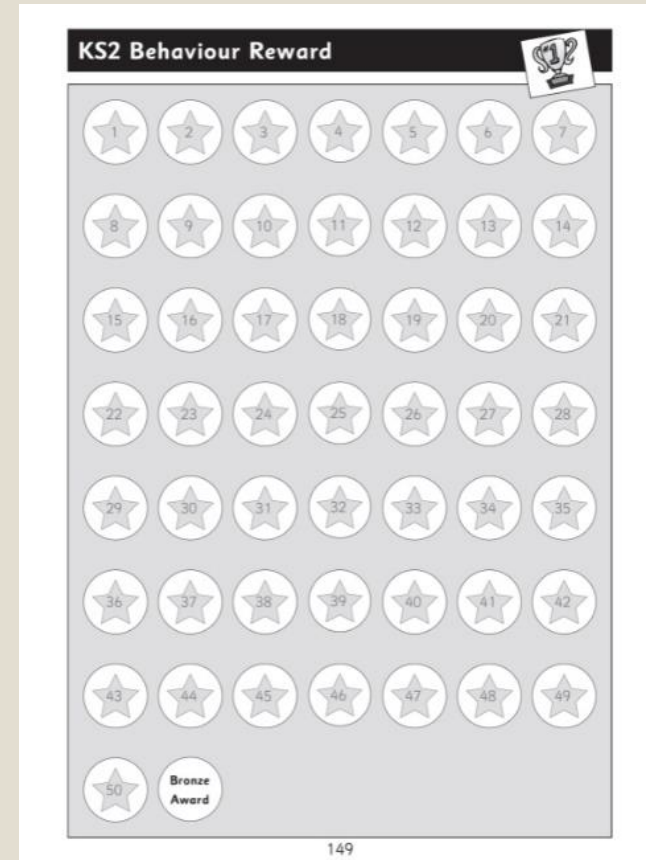 KS2 Behaviour Reward
#1
1 2 3 4 5 6 7
8 9 10 11 12 13 14
15 16 17 18 19 20 21
22 23 24 25 26 27 28
29 30 31 32 33 34 35
36 37 38 39 40 41 42
43 44 45 46 47 48 49
50 Bronze
Award
149